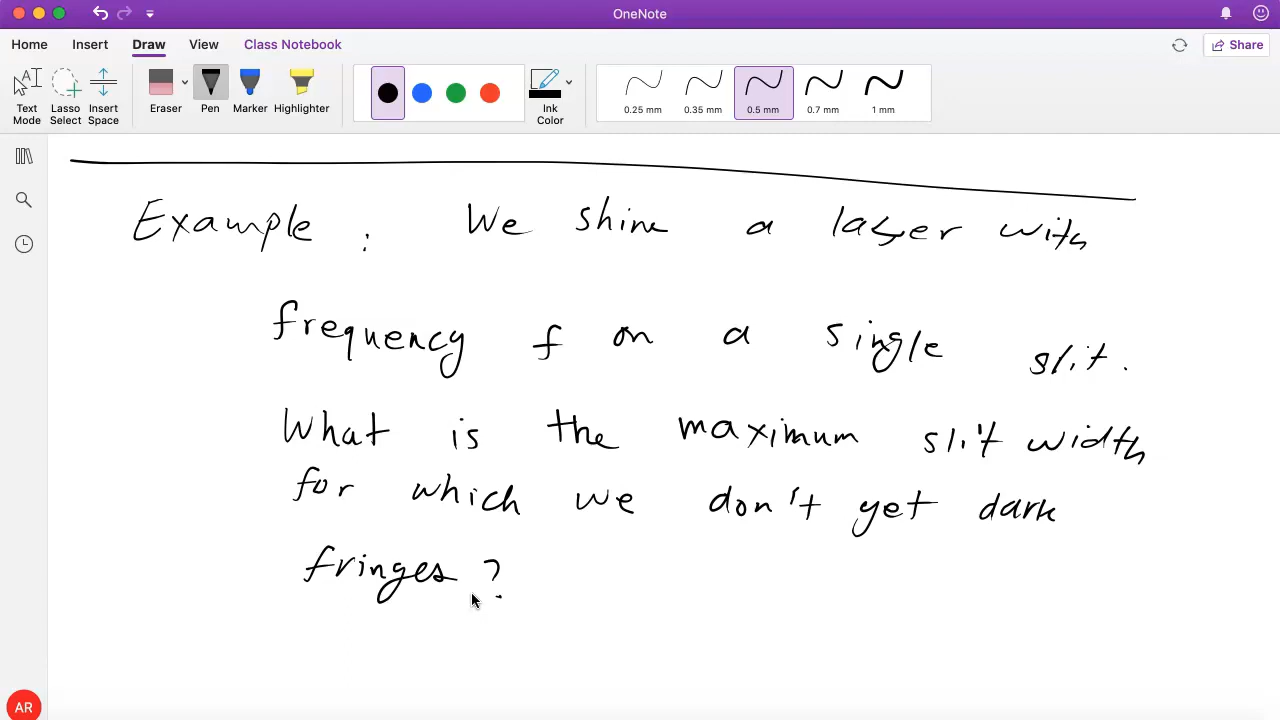 OneNote
Home Insert Draw View Class Notebook Share
Text Mode Lasso Select Insert Space Eraser Pen Marker Highlighter Ink Color 0.25 mm 0.35 mm 0.5 mm 0.7 mm 1 mm
Example : We shine a laser with
frequency f on a single slit.
What is the maximum slit width
for which we don't get dark
fringes ?
AR